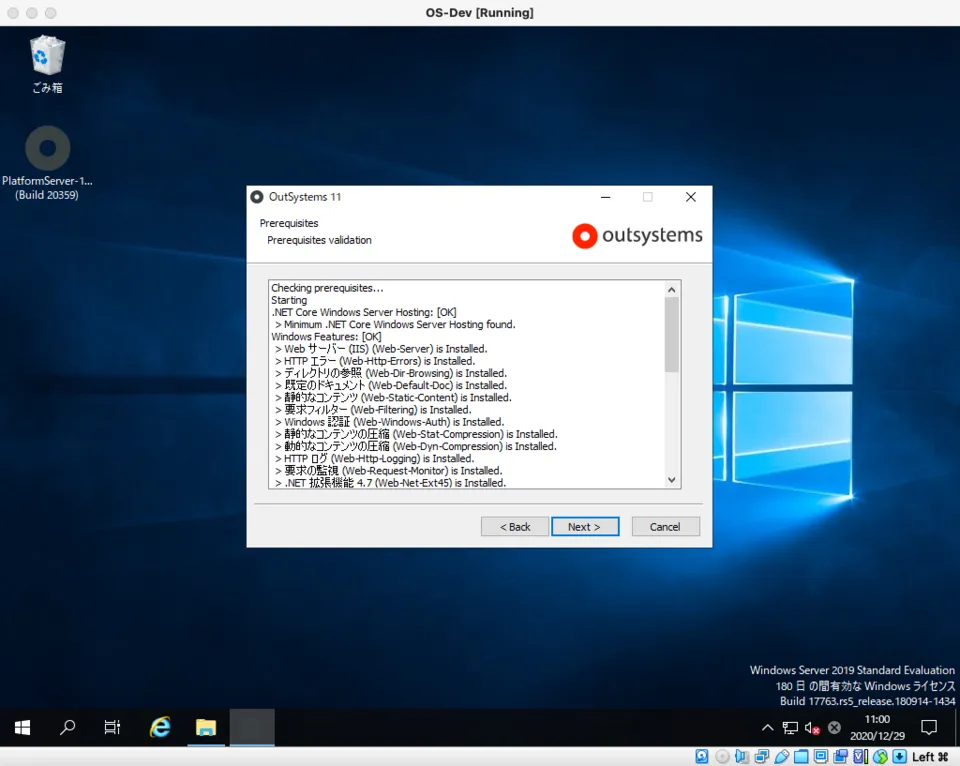 OS-Dev [Running]
ごみ箱
PlatformServer-1...
(Build 20359)
OutSystems 11
Prerequisites
Prerequisites validation
outsystems
Checking prerequisites...
Starting
.NET Core Windows Server Hosting: [OK]
> Minimum .NET Core Windows Server Hosting found.
Windows Features: [OK]
> Web サーバー (IIS) (Web-Server) is Installed.
> HTTP エラー (Web-Http-Errors) is Installed.
> ディレクトリの参照 (Web-Dir-Browsing) is Installed.
> 既定のドキュメント (Web-Default-Doc) is Installed.
> 静的なコンテンツ (Web-Static-Content) is Installed.
> 要求フィルター (Web-Filtering) is Installed.
> Windows 認証 (Web-Windows-Auth) is Installed.
> 静的なコンテンツの圧縮 (Web-Stat-Compression) is Installed.
> 動的なコンテンツの圧縮 (Web-Dyn-Compression) is Installed.
> HTTP ログ (Web-Http-Logging) is Installed.
> 要求の監視 (Web-Request-Monitor) is Installed.
> .NET 拡張機能 4.7 (Web-Net-Ext45) is Installed.
< Back
Next >
Cancel
Windows Server 2019 Standard Evaluation
180 日の間有効な Windows ライセンス
Build 17763.rs5_release.180914-1434
11:00
2020/12/29
Left ⌘